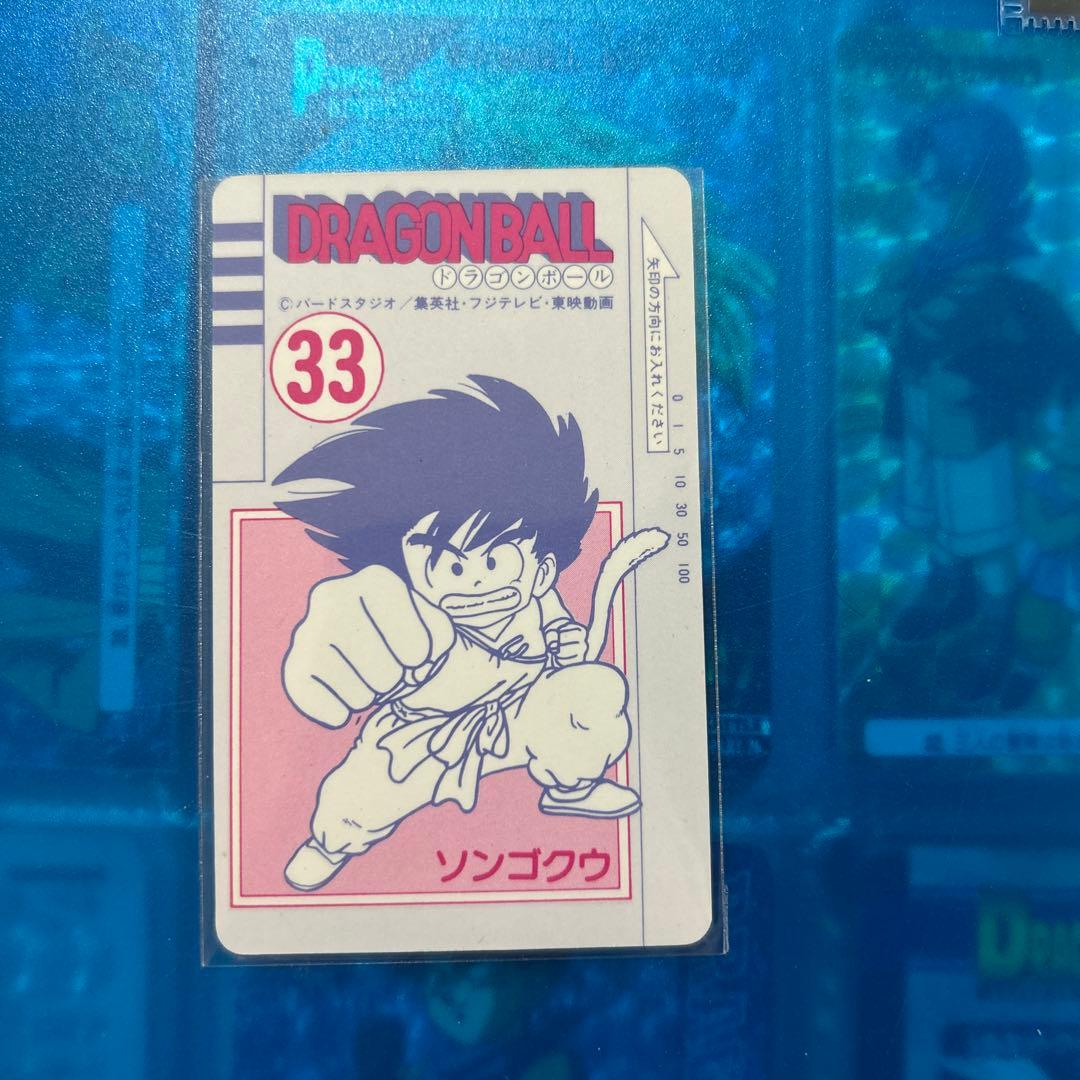 DRAGONBALL
ドラゴンボール
©バードスタジオ／集英社・フジテレビ・東映動画
33
矢印の方向にお入れください
0 1 5 10 30 50 100
ソンゴクウ